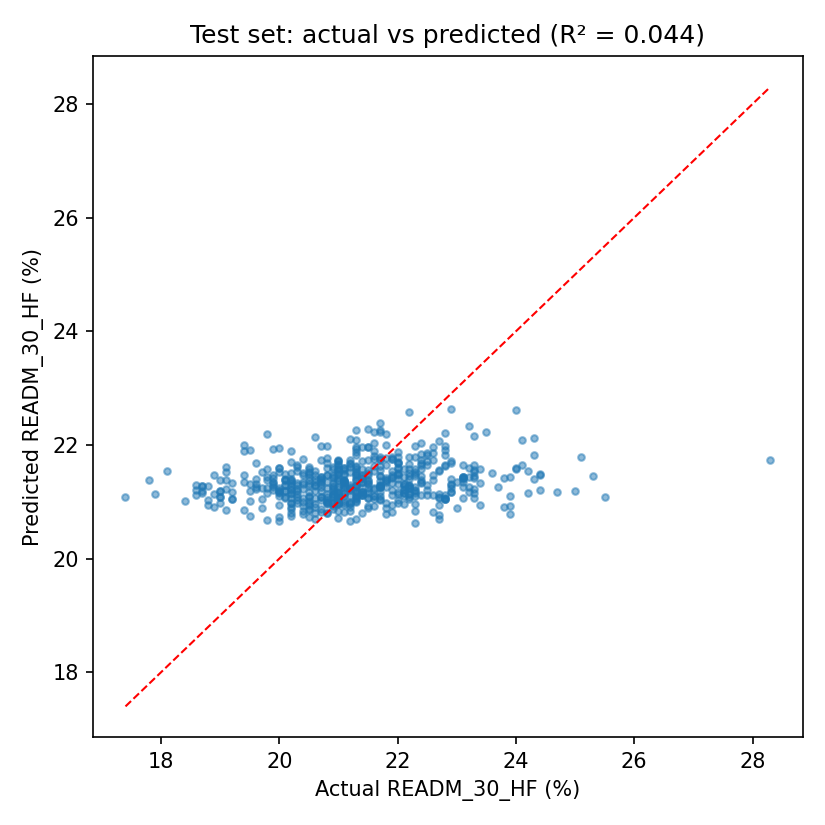 Test set: actual vs predicted (R² = 0.044)
Predicted READM_30_HF (%)
28
26
24
22
20
18
18 20 22 24 26 28
Actual READM_30_HF (%)